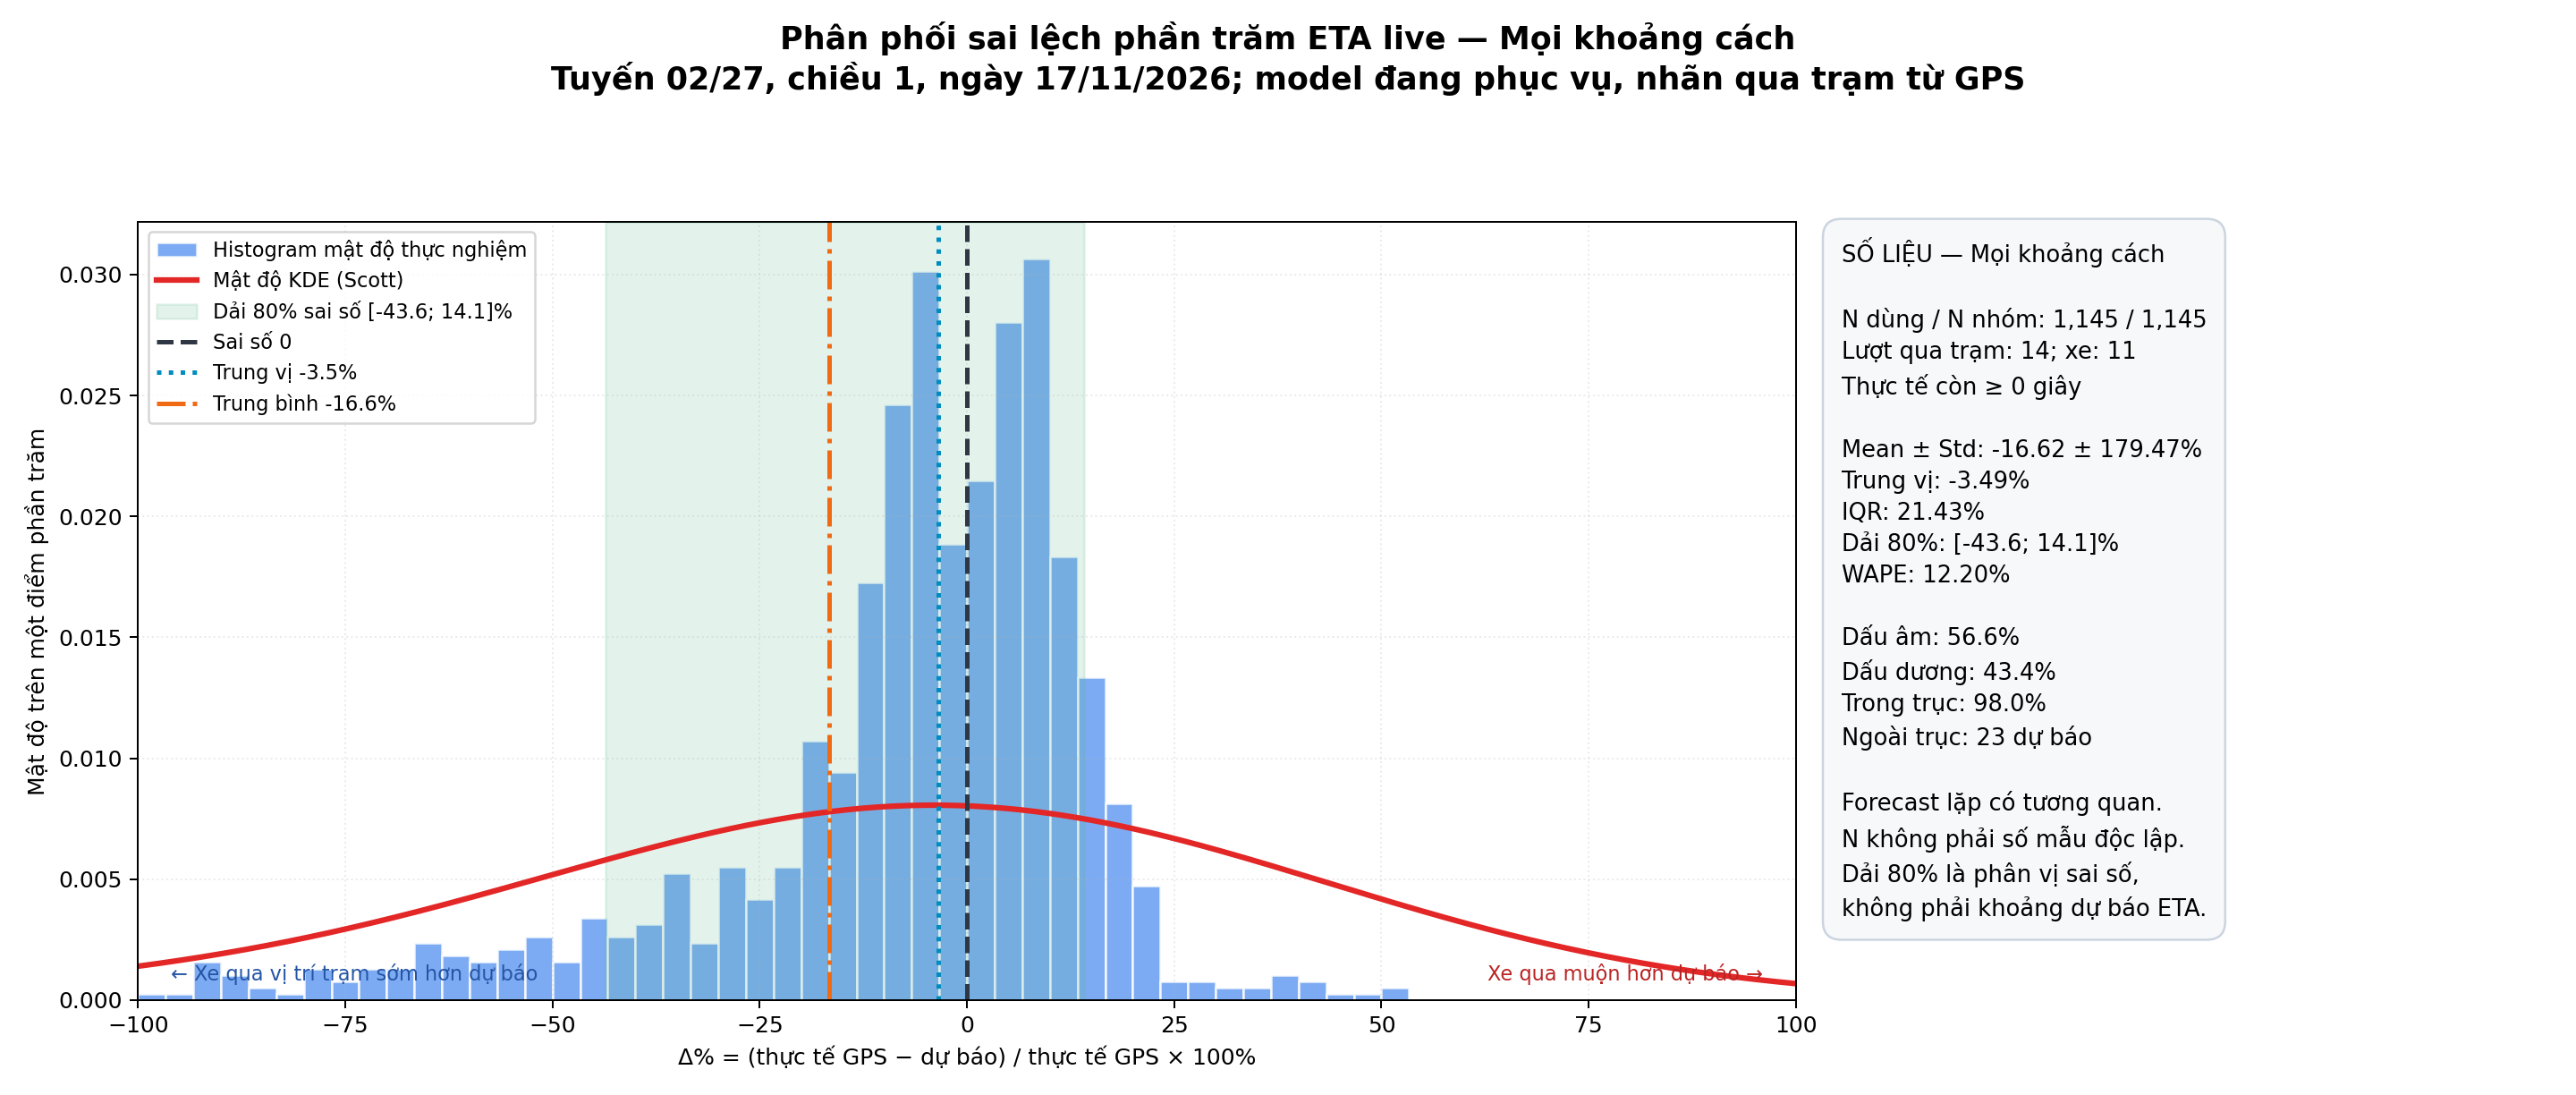 Phân phối sai lệch phần trăm ETA live — Mọi khoảng cách
Tuyến 02/27, chiều 1, ngày 17/11/2026; model đang phục vụ, nhãn qua trạm từ GPS
Histogram mật độ thực nghiệm
Mật độ KDE (Scott)
Dải 80% sai số [-43.6; 14.1]%
Sai số 0
Trung vị -3.5%
Trung bình -16.6%
Mật độ trên một điểm phần trăm
0.030
0.025
0.020
0.015
0.010
0.005
0.000
← Xe qua vị trí trạm sớm hơn dự báo
Xe qua muộn hơn dự báo →
−100
−75
−50
−25
0
25
50
75
100
Δ% = (thực tế GPS − dự báo) / thực tế GPS × 100%
SỐ LIỆU — Mọi khoảng cách
N dùng / N nhóm: 1,145 / 1,145
Lượt qua trạm: 14; xe: 11
Thực tế còn ≥ 0 giây
Mean ± Std: -16.62 ± 179.47%
Trung vị: -3.49%
IQR: 21.43%
Dải 80%: [-43.6; 14.1]%
WAPE: 12.20%
Dấu âm: 56.6%
Dấu dương: 43.4%
Trong trục: 98.0%
Ngoài trục: 23 dự báo
Forecast lặp có tương quan.
N không phải số mẫu độc lập.
Dải 80% là phân vị sai số,
không phải khoảng dự báo ETA.